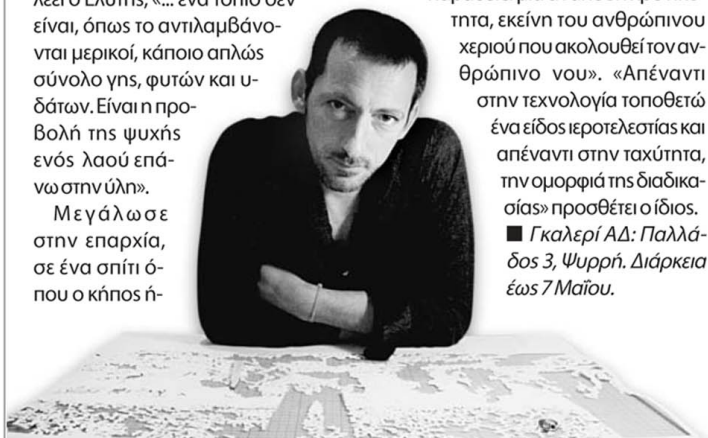 λέει ο Ελύτης, «... ένα τοπίο δεν
είναι, όπως το αντιλαμβάνο-
νται μερικοί, κάποιο απλώς
σύνολο γης, φυτών και υ-
δάτων. Είναι η προ-
βολή της ψυχής
ενός λαού επά-
νω στην ύλη».
Μεγάλωσε
στην επαρχία,
σε ένα σπίτι ό-
που ο κήπος ή-
τητα, εκείνη του ανθρώπινου
χεριού που ακολουθεί τον αν-
θρώπινο νου». «Απέναντι
στην τεχνολογία τοποθετώ
ένα είδος ιεροτελεστίας και
απέναντι στην ταχύτητα,
την ομορφιά της διαδικα-
σίας» προσθέτει ο ίδιος.
■ Γκαλερί ΑΔ: Παλλά-
δος 3, Ψυρρή. Διάρκεια
έως 7 Μαΐου.